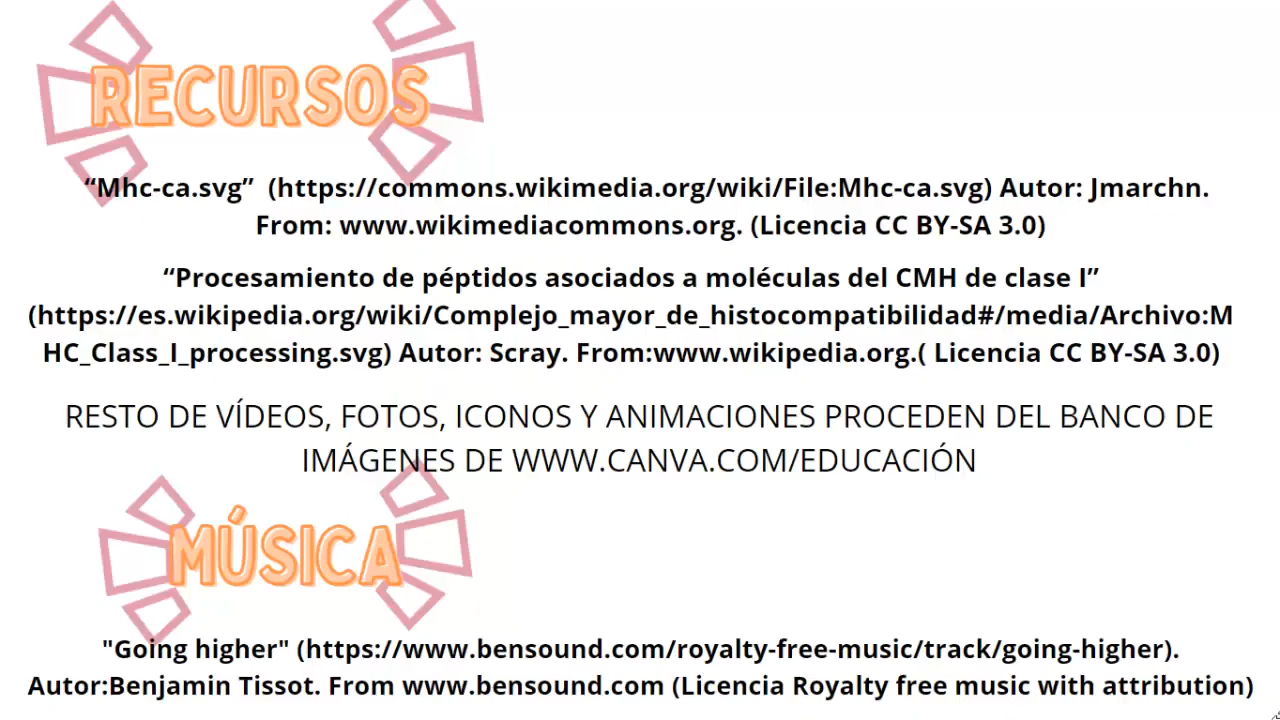 RECURSOS
“Mhc-ca.svg”  (https://commons.wikimedia.org/wiki/File:Mhc-ca.svg) Autor: Jmarchn.
From: www.wikimediacommons.org. (Licencia CC BY-SA 3.0)
“Procesamiento de péptidos asociados a moléculas del CMH de clase I”
(https://es.wikipedia.org/wiki/Complejo_mayor_de_histocompatibilidad#/media/Archivo:M
HC_Class_I_processing.svg) Autor: Scray. From:www.wikipedia.org.( Licencia CC BY-SA 3.0)
RESTO DE VÍDEOS, FOTOS, ICONOS Y ANIMACIONES PROCEDEN DEL BANCO DE
IMÁGENES DE WWW.CANVA.COM/EDUCACIÓN
MÚSICA
"Going higher" (https://www.bensound.com/royalty-free-music/track/going-higher).
Autor:Benjamin Tissot. From www.bensound.com (Licencia Royalty free music with attribution)